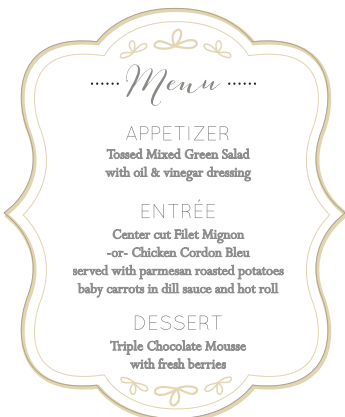 Menu
APPETIZER
Tossed Mixed Green Salad
with oil & vinegar dressing
ENTRÉE
Center cut Filet Mignon
-or- Chicken Cordon Bleu
served with parmesan roasted potatoes
baby carrots in dill sauce and hot roll
DESSERT
Triple Chocolate Mousse
with fresh berries